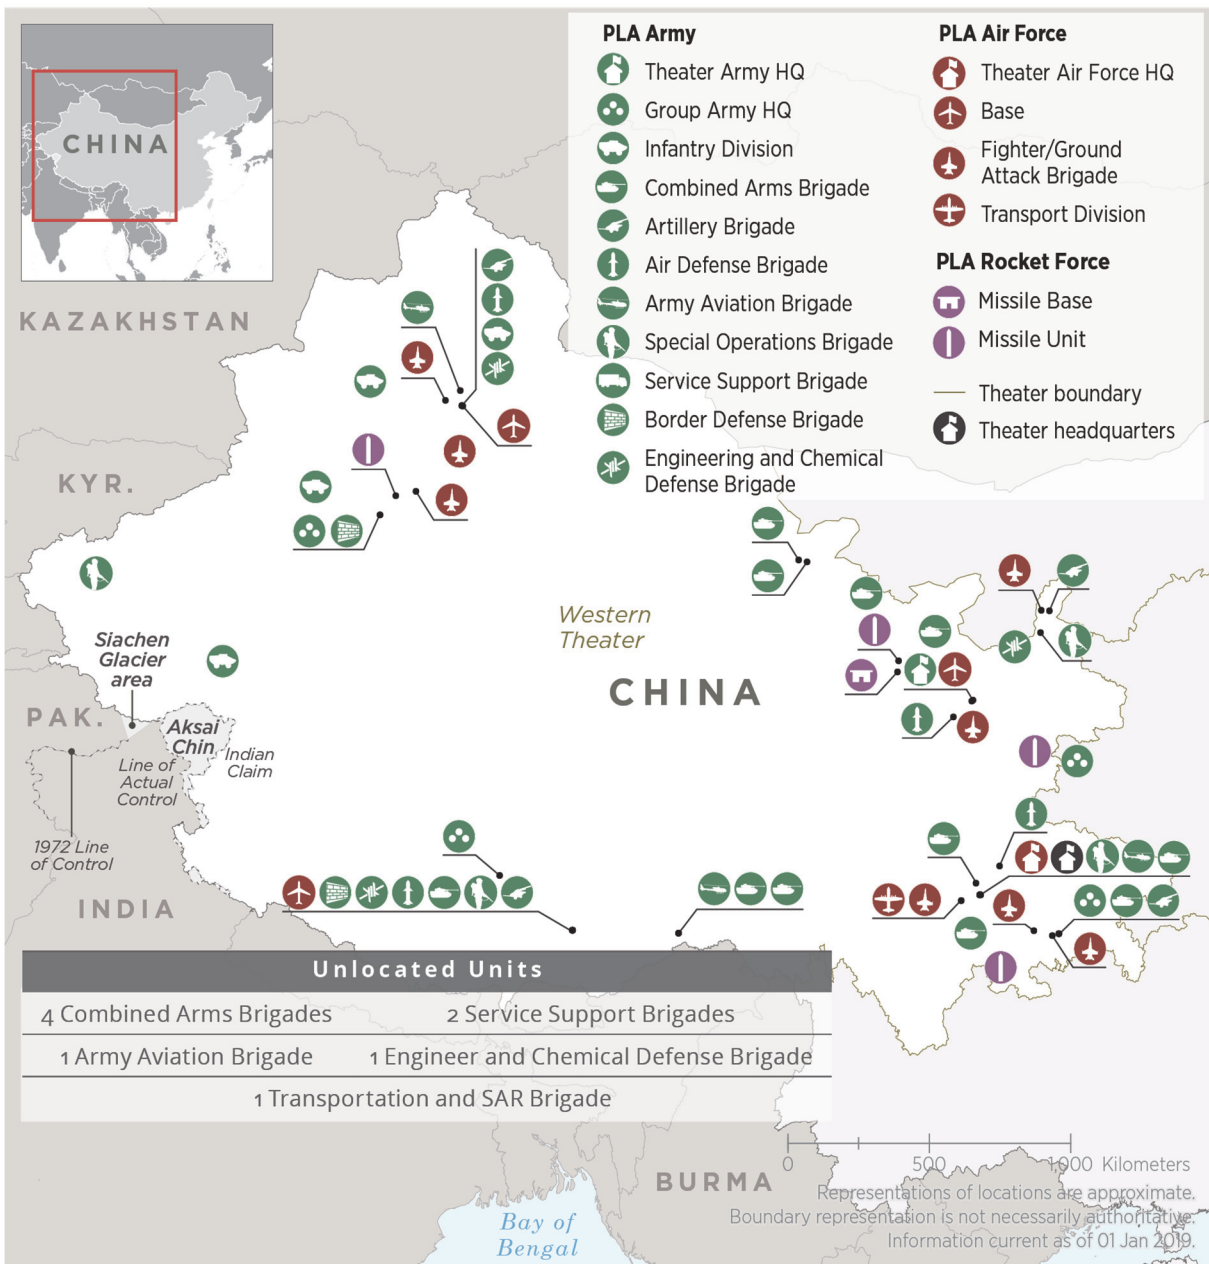 CHINA
PLA Army
Theater Army HQ
Group Army HQ
Infantry Division
Combined Arms Brigade
Artillery Brigade
Air Defense Brigade
Army Aviation Brigade
Special Operations Brigade
Service Support Brigade
Border Defense Brigade
Engineering and Chemical
Defense Brigade
PLA Air Force
Theater Air Force HQ
Base
Fighter/Ground
Attack Brigade
Transport Division
PLA Rocket Force
Missile Base
Missile Unit
Theater boundary
Theater headquarters
KAZAKHSTAN
KYR.
Western
Theater
CHINA
Siachen
Glacier
area
PAK.
Aksai
Chin
Indian
Claim
Line of
Actual
Control
1972 Line
of Control
INDIA
Unlocated Units
4 Combined Arms Brigades
2 Service Support Brigades
1 Army Aviation Brigade
1 Engineer and Chemical Defense Brigade
1 Transportation and SAR Brigade
BURMA
Bay of
Bengal
0 500 1,000 Kilometers
Representations of locations are approximate.
Boundary representation is not necessarily authoritative.
Information current as of 01 Jan 2019.